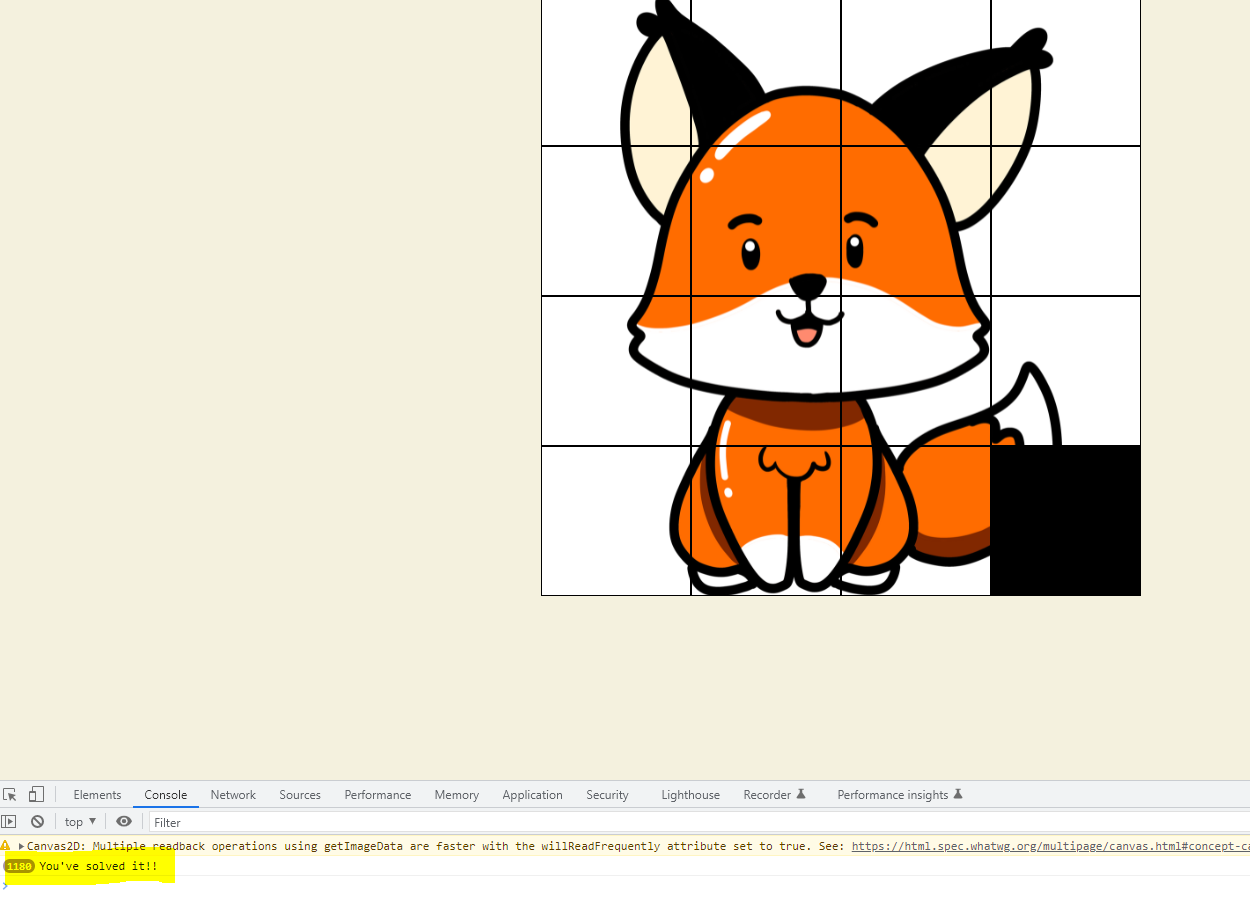 Elements Console Network Sources Performance Memory Application Security Lighthouse Recorder Performance insights
top Filter
Canvas2D: Multiple readback operations using getImageData are faster with the willReadFrequently attribute set to true. See: https://html.spec.whatwg.org/multipage/canvas.html#concept-ca
1180 You've solved it!!